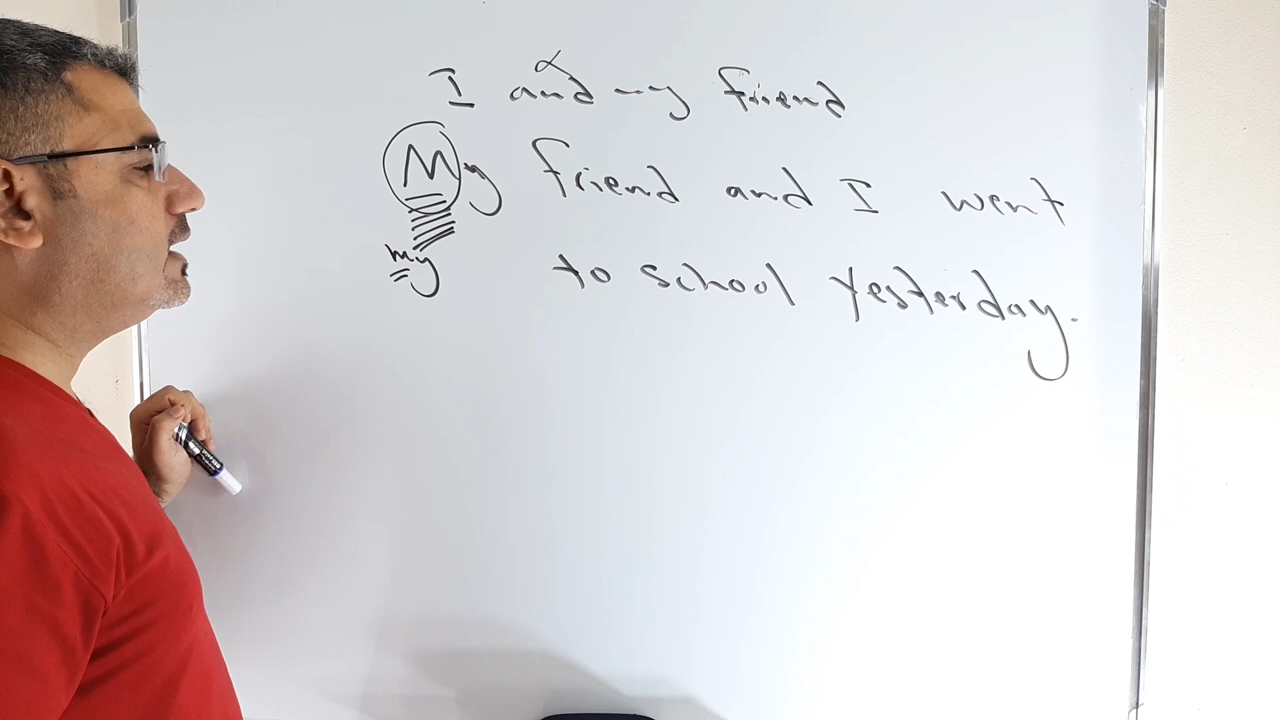 I and my friend
My friend and I went
my to school yesterday.